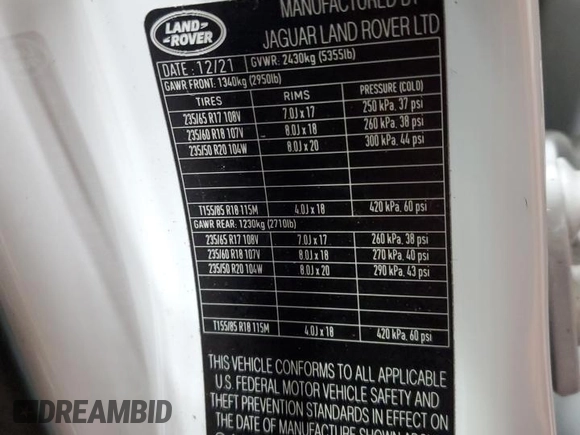 MANUFACTURED BY
LAND
ROVER
JAGUAR LAND ROVER LTD
DATE: 12/21 GVWR: 2430kg (5355lb)
GAWR FRONT: 1340kg (2950lb)
TIRES RIMS PRESSURE (COLD)
235/65 R17 108V 7.0J x 17 250 kPa, 37 psi
235/60 R18 107V 8.0J x 18 260 kPa, 38 psi
235/50 R20 104W 8.0J x 20 300 kPa, 44 psi
T155/85 R18 115M 4.0J x 18 420 kPa, 60 psi
GAWR REAR: 1230kg (2710lb)
235/65 R17 108V 7.0J x 17 260 kPa, 38 psi
235/60 R18 107V 8.0J x 18 270 kPa, 40 psi
235/50 R20 104W 8.0J x 20 290 kPa, 43 psi
T155/85 R18 115M 4.0J x 18 420 kPa, 60 psi
THIS VEHICLE CONFORMS TO ALL APPLICABLE
U.S. FEDERAL MOTOR VEHICLE SAFETY AND
THEFT PREVENTION STANDARDS IN EFFECT ON
THE DATE OF MANUFACTURE SHOWN
DREAMBID